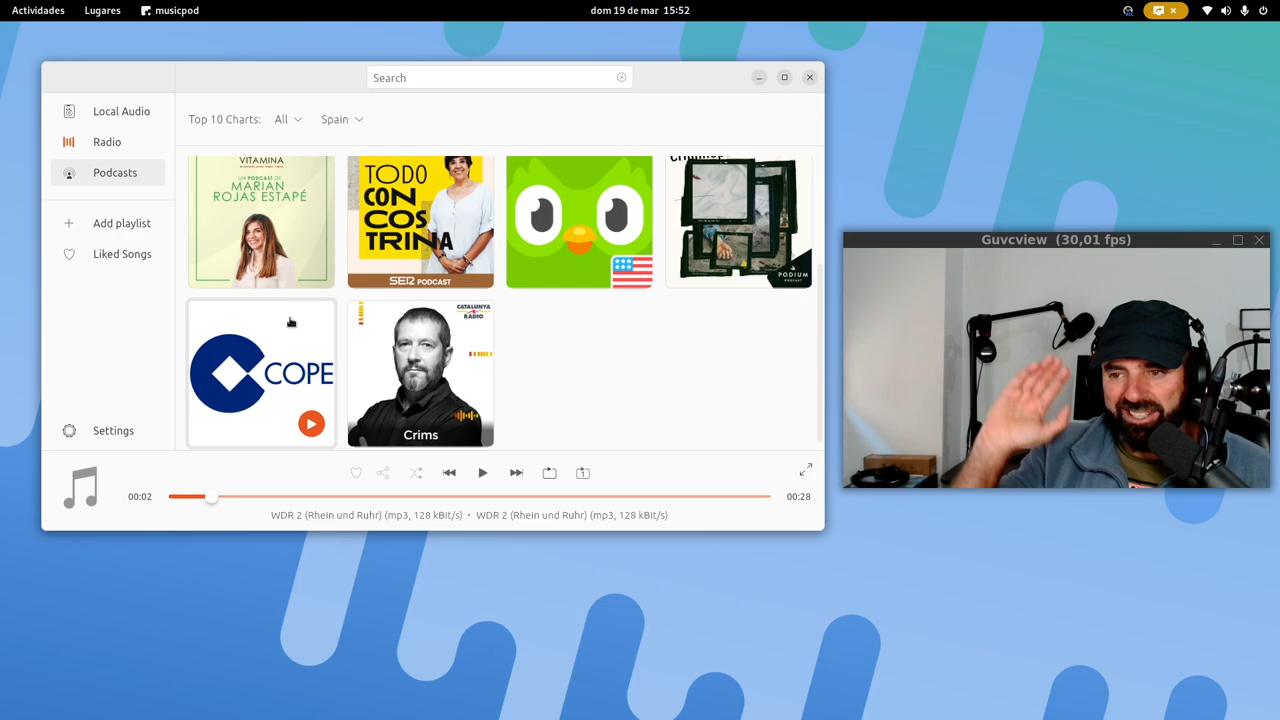 Actividades
Lugares
musicpod
dom 19 de mar 15:52
Search
Local Audio
Radio
Podcasts
Add playlist
Liked Songs
Settings
Top 10 Charts: All Spain
VITAMINA
UN PODCAST DE
MARIAN
ROJAS ESTAPÉ
TODO
CON
COS
TRINA
SER PODCAST
PODIUM
PODCAST
COPE
CATALUNYA
RÀDIO
Crims
1
00:02
00:28
WDR 2 (Rhein und Ruhr) (mp3, 128 kBit/s) • WDR 2 (Rhein und Ruhr) (mp3, 128 kBit/s)
Guvcview (30,01 fps)